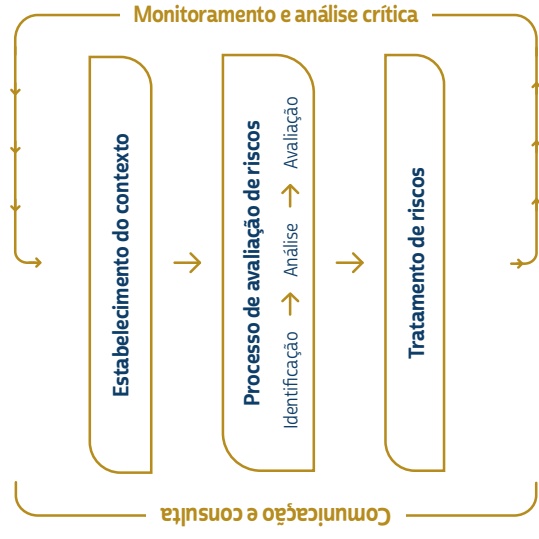 Monitoramento e análise crítica
Estabelecimento do contexto
Processo de avaliação de riscos
Identificação → Análise → Avaliação
Tratamento de riscos
Comunicação e consulta